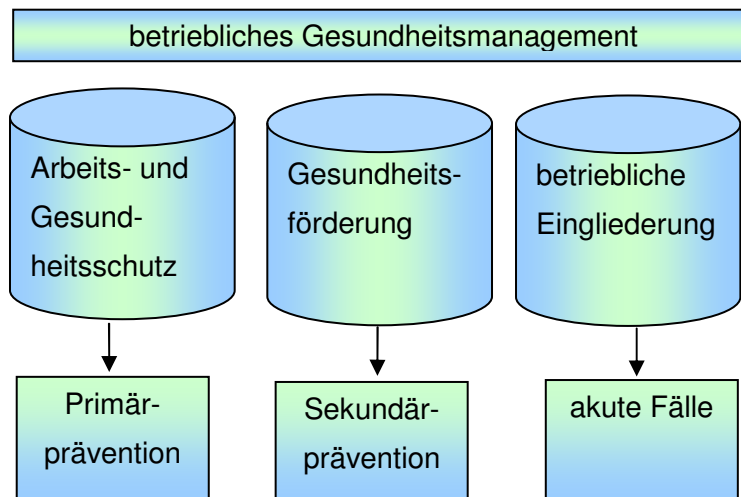 betriebliches Gesundheitsmanagement
Arbeits- und
Gesund-
heitsschutz
Gesundheits-
förderung
betriebliche
Eingliederung
Primär-
prävention
Sekundär-
prävention
akute Fälle